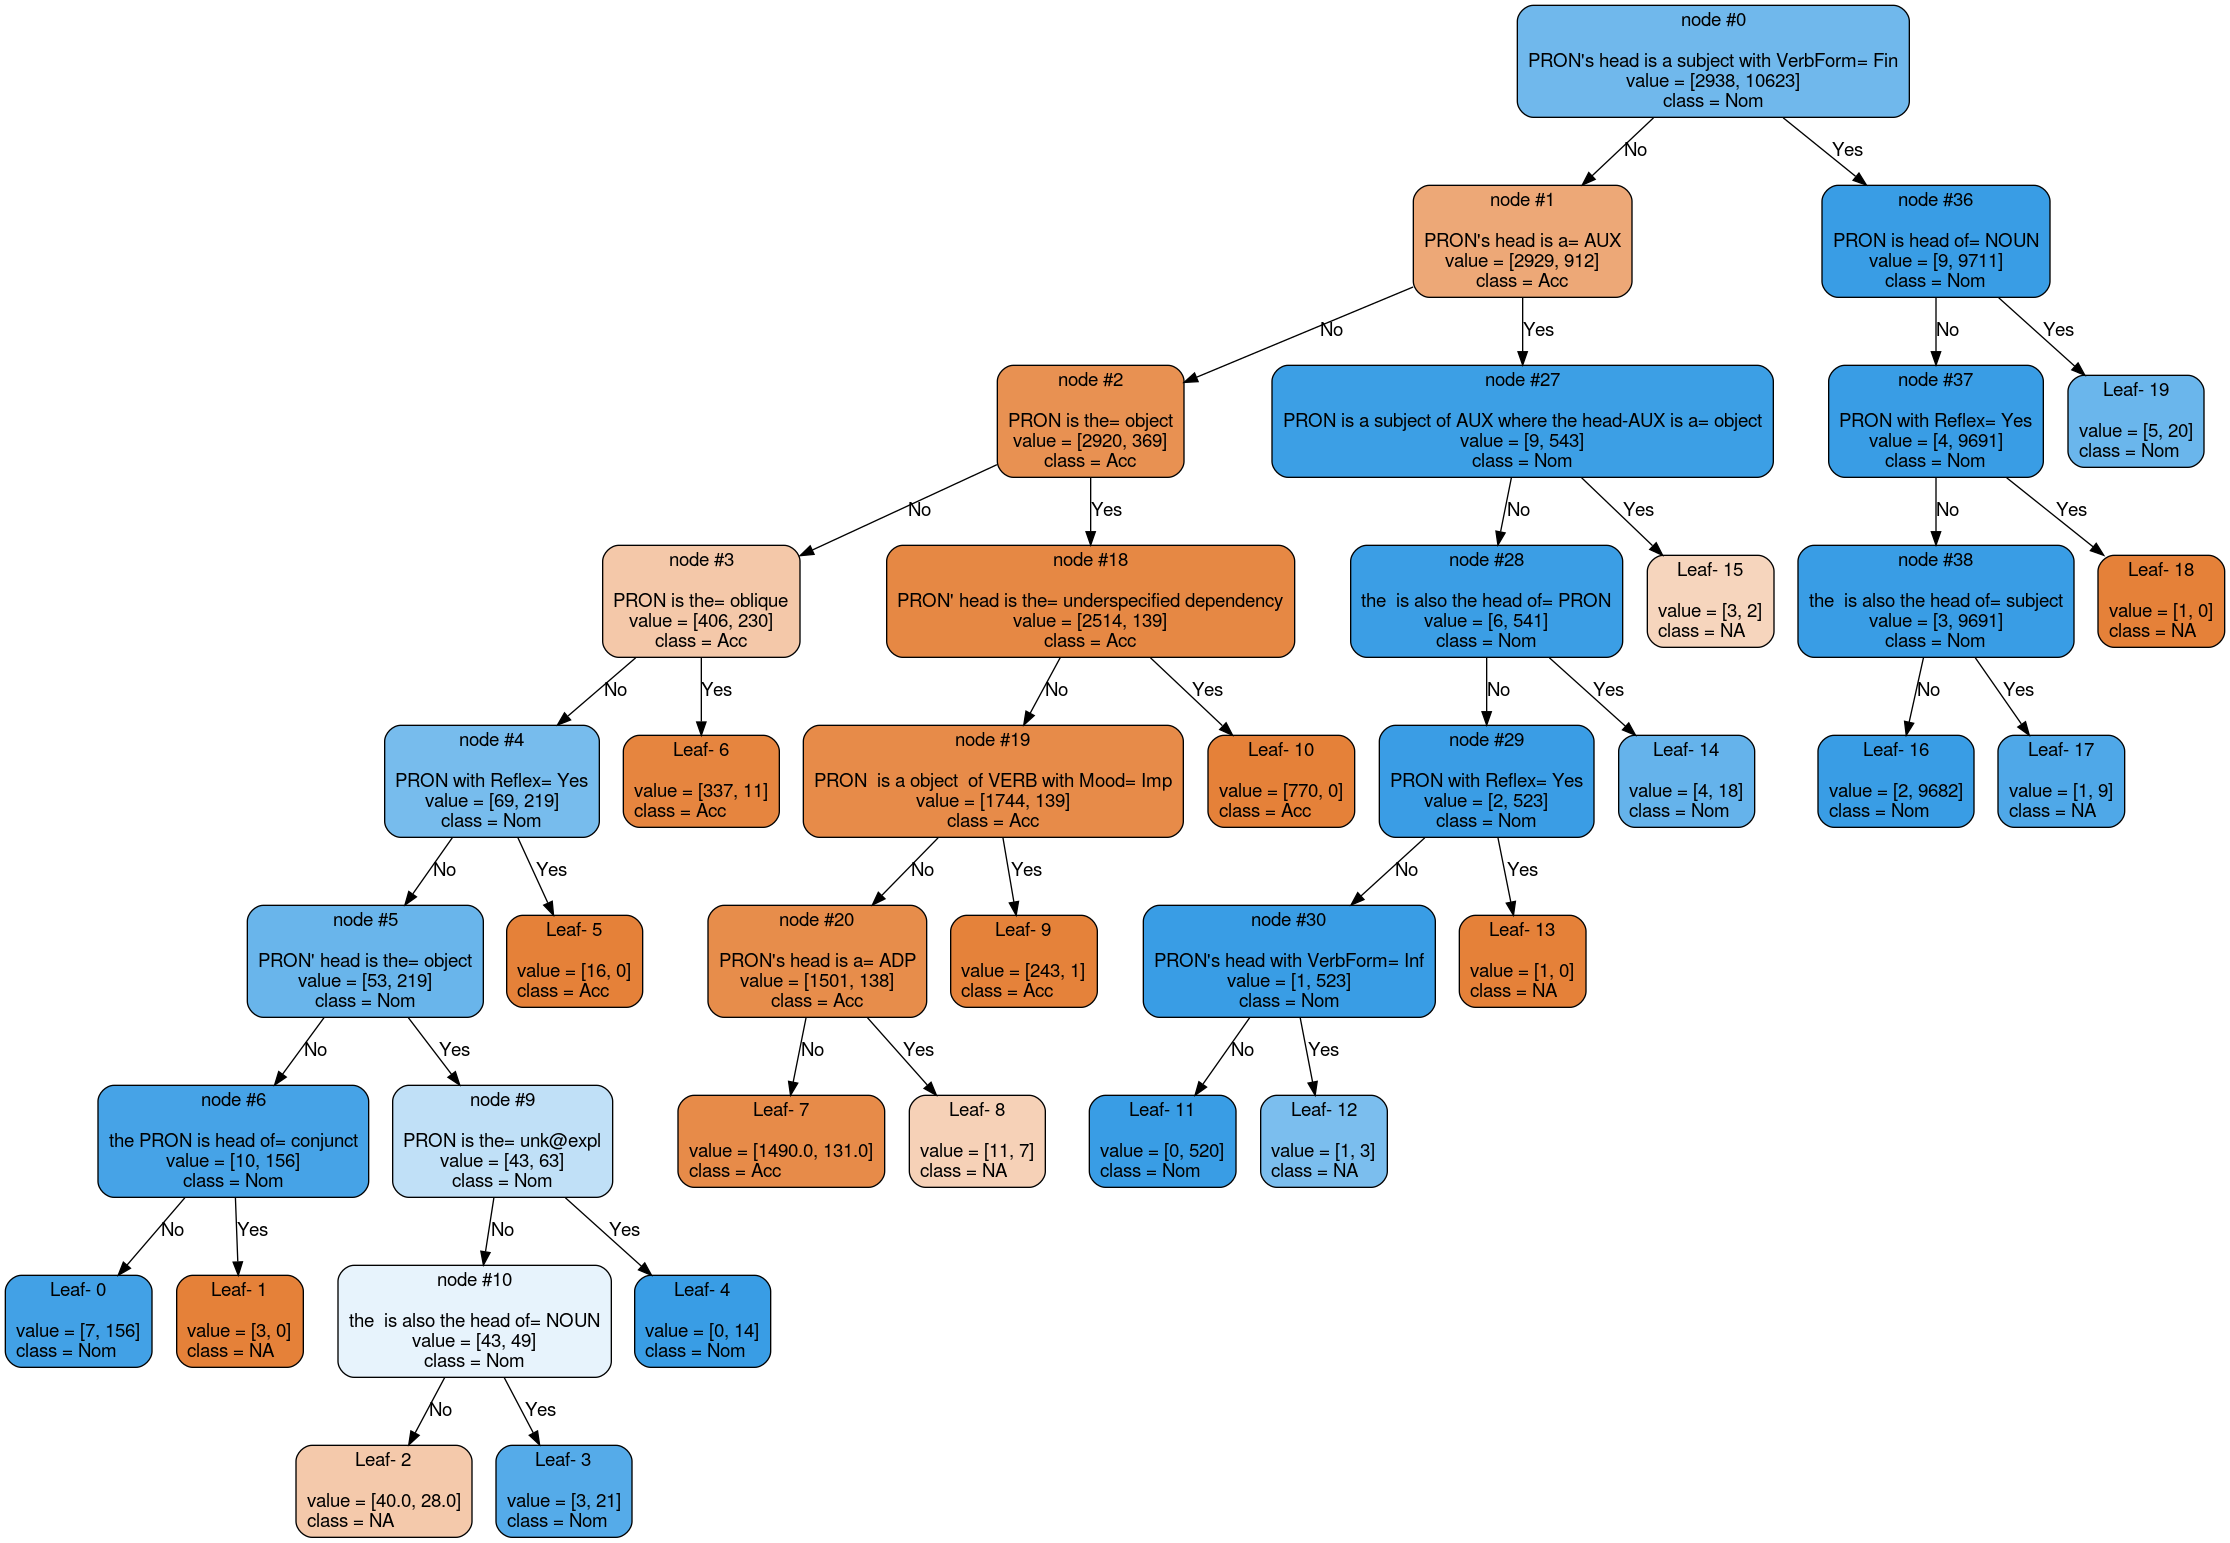 node #0
PRON's head is a subject with VerbForm= Fin
value = [2938, 10623]
class = Nom
No
Yes
node #1
PRON's head is a= AUX
value = [2929, 912]
class = Acc
node #36
PRON is head of= NOUN
value = [9, 9711]
class = Nom
No
Yes
No
Yes
node #2
PRON is the= object
value = [2920, 369]
class = Acc
node #27
PRON is a subject of AUX where the head-AUX is a= object
value = [9, 543]
class = Nom
node #37
PRON with Reflex= Yes
value = [4, 9691]
class = Nom
Leaf- 19
value = [5, 20]
class = Nom
No
Yes
No
Yes
No
Yes
node #3
PRON is the= oblique
value = [406, 230]
class = Acc
node #18
PRON' head is the= underspecified dependency
value = [2514, 139]
class = Acc
node #28
the  is also the head of= PRON
value = [6, 541]
class = Nom
Leaf- 15
value = [3, 2]
class = NA
node #38
the  is also the head of= subject
value = [3, 9691]
class = Nom
Leaf- 18
value = [1, 0]
class = NA
No
Yes
No
Yes
No
Yes
No
Yes
node #4
PRON with Reflex= Yes
value = [69, 219]
class = Nom
Leaf- 6
value = [337, 11]
class = Acc
node #19
PRON  is a object  of VERB with Mood= Imp
value = [1744, 139]
class = Acc
Leaf- 10
value = [770, 0]
class = Acc
node #29
PRON with Reflex= Yes
value = [2, 523]
class = Nom
Leaf- 14
value = [4, 18]
class = Nom
Leaf- 16
value = [2, 9682]
class = Nom
Leaf- 17
value = [1, 9]
class = NA
No
Yes
No
Yes
No
Yes
node #5
PRON' head is the= object
value = [53, 219]
class = Nom
Leaf- 5
value = [16, 0]
class = Acc
node #20
PRON's head is a= ADP
value = [1501, 138]
class = Acc
Leaf- 9
value = [243, 1]
class = Acc
node #30
PRON's head with VerbForm= Inf
value = [1, 523]
class = Nom
Leaf- 13
value = [1, 0]
class = NA
No
Yes
No
Yes
No
Yes
node #6
the PRON is head of= conjunct
value = [10, 156]
class = Nom
node #9
PRON is the= unk@expl
value = [43, 63]
class = Nom
Leaf- 7
value = [1490.0, 131.0]
class = Acc
Leaf- 8
value = [11, 7]
class = NA
Leaf- 11
value = [0, 520]
class = Nom
Leaf- 12
value = [1, 3]
class = NA
No
Yes
No
Yes
Leaf- 0
value = [7, 156]
class = Nom
Leaf- 1
value = [3, 0]
class = NA
node #10
the  is also the head of= NOUN
value = [43, 49]
class = Nom
Leaf- 4
value = [0, 14]
class = Nom
No
Yes
Leaf- 2
value = [40.0, 28.0]
class = NA
Leaf- 3
value = [3, 21]
class = Nom